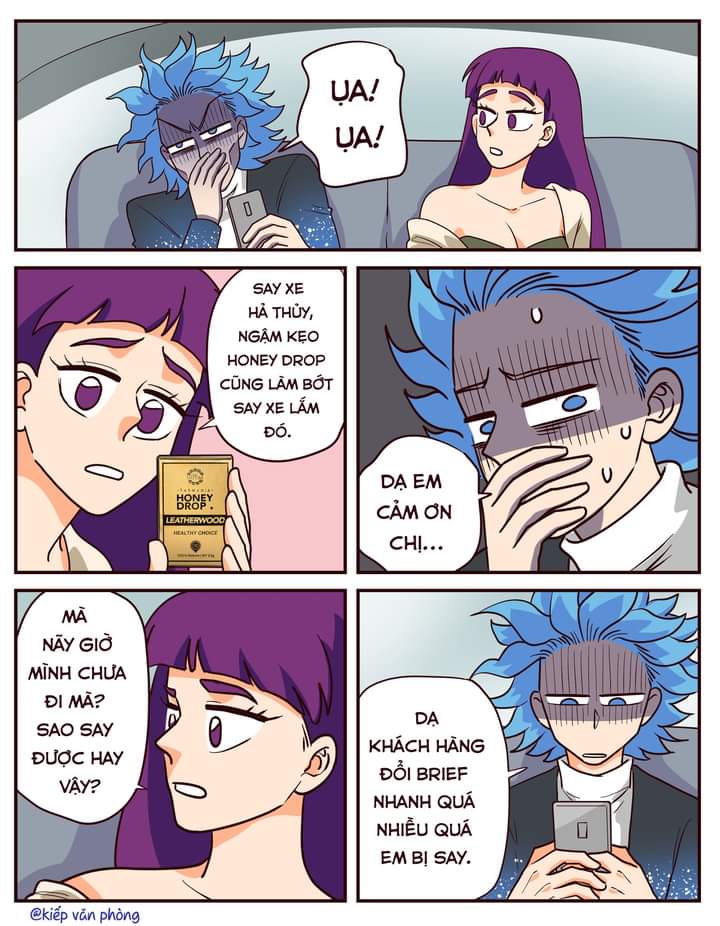 ỤA!
ỤA!
SAY XE
HẢ THỦY,
NGẬM KẸO
HONEY DROP
CŨNG LÀM BỚT
SAY XE LẮM
ĐÓ.
HONEY
DROP
LEATHERWOOD
HEALTHY CHOICE
DẠ EM
CẢM ƠN
CHỊ...
MÀ
NÃY GIỜ
MÌNH CHƯA
ĐI MÀ?
SAO SAY
ĐƯỢC HAY
VẬY?
DẠ
KHÁCH HÀNG
ĐỔI BRIEF
NHANH QUÁ
NHIỀU QUÁ
EM BỊ SAY.
@kiếp văn phòng